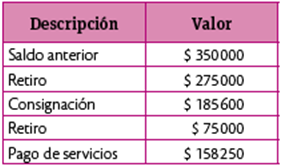 Descripción Valor
Saldo anterior $ 350000
Retiro $ 275000
Consignación $ 185600
Retiro $ 75000
Pago de servicios $ 158250